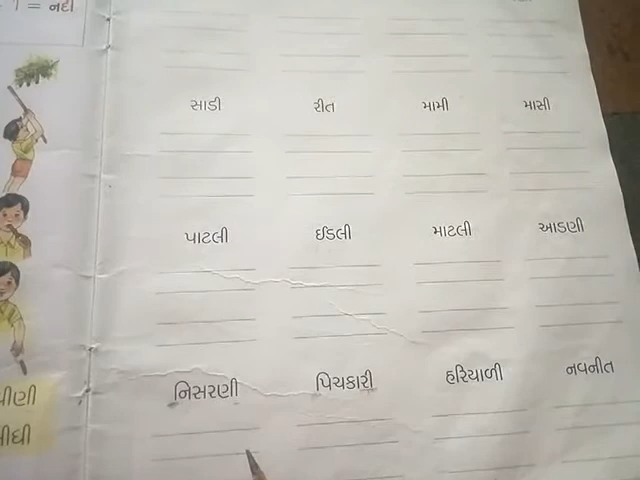 = નદી
સાડી રીત મામી માસી
પાટલી ઈડલી માટલી આડણી
નિસરણી પિચકારી હરિયાળી નવનીત